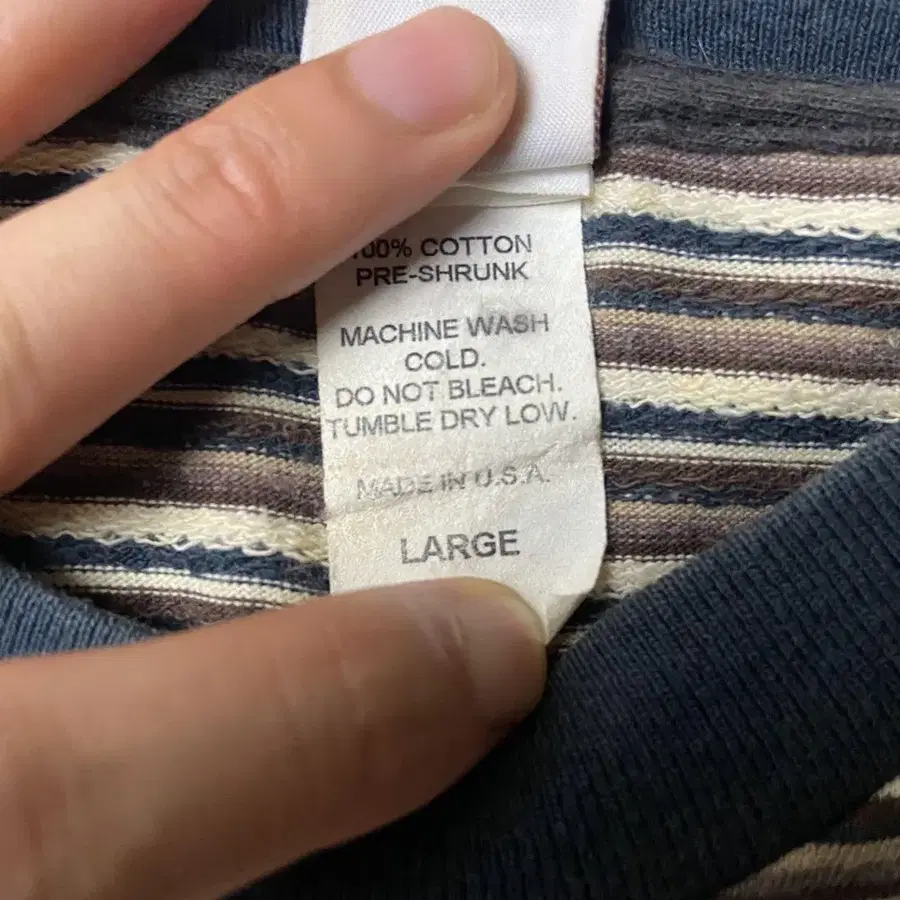 100% COTTON
PRE-SHRUNK
MACHINE WASH
COLD.
DO NOT BLEACH.
TUMBLE DRY LOW.
MADE IN U.S.A.
LARGE